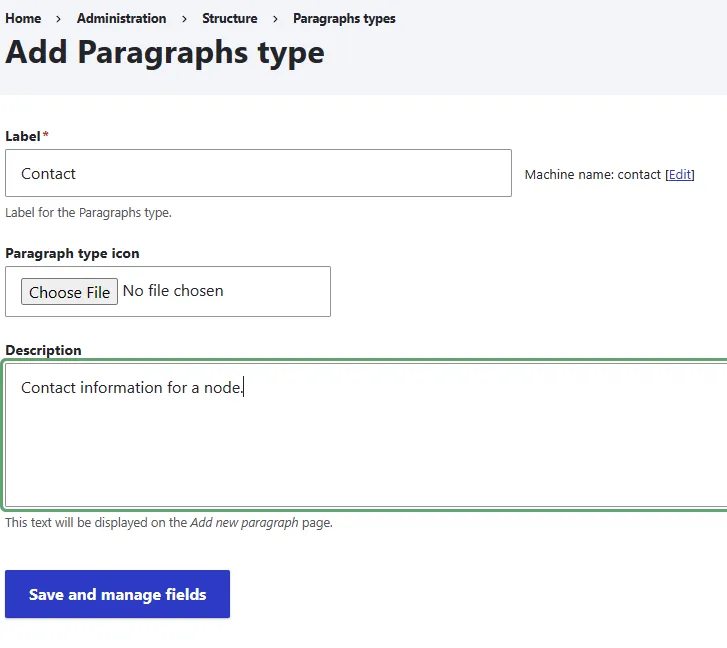 Home > Administration > Structure > Paragraphs types
Add Paragraphs type
Label*
Contact
Machine name: contact [Edit]
Label for the Paragraphs type.
Paragraph type icon
Choose File No file chosen
Description
Contact information for a node.
This text will be displayed on the Add new paragraph page.
Save and manage fields